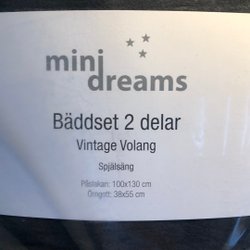 mini
dreams
Bäddset 2 delar
Vintage Volang
Spjälsäng
Påslakan: 100x130 cm
Örngott: 38x55 cm